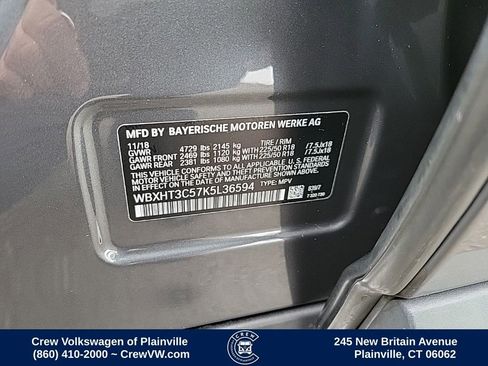 MFD BY BAYERISCHE MOTOREN WERKE AG
11/18 TIRE / RIM
GVWR 4729 lbs 2145 kg
GAWR FRONT 2469 lbs 1120 kg WITH 225/50 R18 17.5Jx18
GAWR REAR 2381 lbs 1080 kg WITH 225/50 R18 17.5Jx18
THIS VEHICLE CONFORMS TO ALL APPLICABLE FEDERAL
MOTOR VEHICLE SAFETY, BUMPER, AND
THEFT PREVENTION STANDARDS IN EFFECT ON THE
DATE OF MANUFACTURE SHOWN ABOVE.
WBXHT3C57K5L36594 TYPE: MPV
CREW
Crew Volkswagen of Plainville
(860) 410-2000 ~ CrewVW.com
245 New Britain Avenue
Plainville, CT 06062